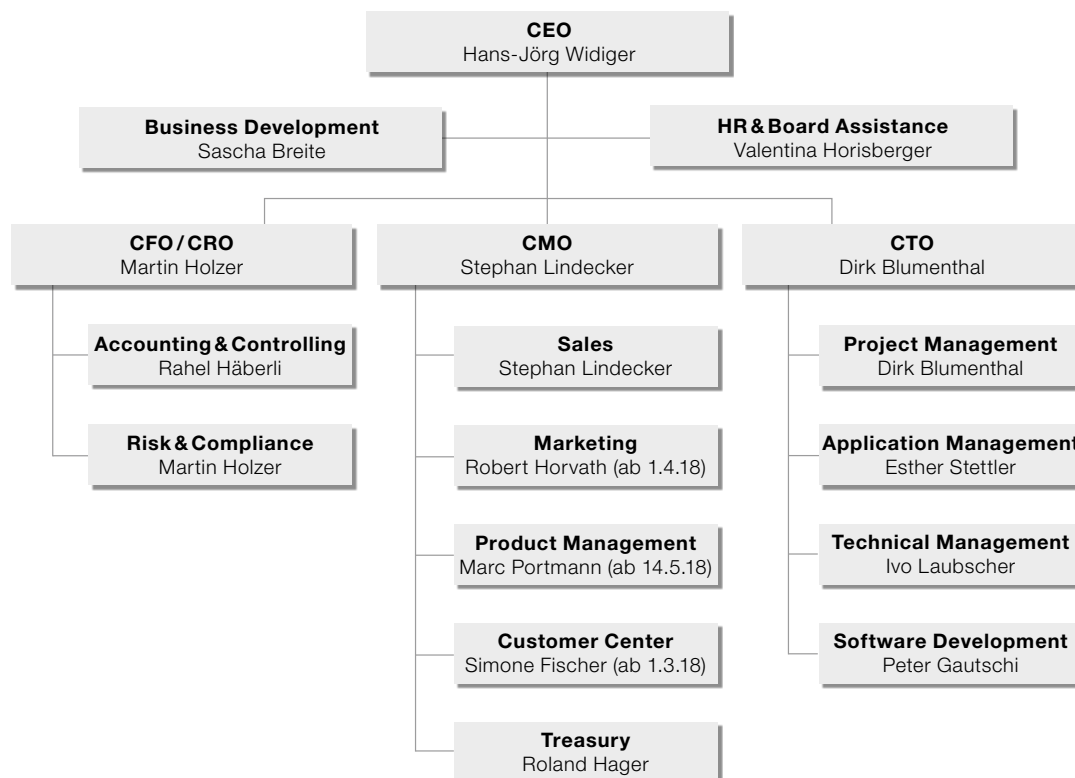 CEO
Hans-Jörg Widiger
Business Development
Sascha Breite
HR & Board Assistance
Valentina Horisberger
CFO / CRO
Martin Holzer
CMO
Stephan Lindecker
CTO
Dirk Blumenthal
Accounting & Controlling
Rahel Häberli
Risk & Compliance
Martin Holzer
Sales
Stephan Lindecker
Marketing
Robert Horvath (ab 1.4.18)
Product Management
Marc Portmann (ab 14.5.18)
Customer Center
Simone Fischer (ab 1.3.18)
Treasury
Roland Hager
Project Management
Dirk Blumenthal
Application Management
Esther Stettler
Technical Management
Ivo Laubscher
Software Development
Peter Gautschi